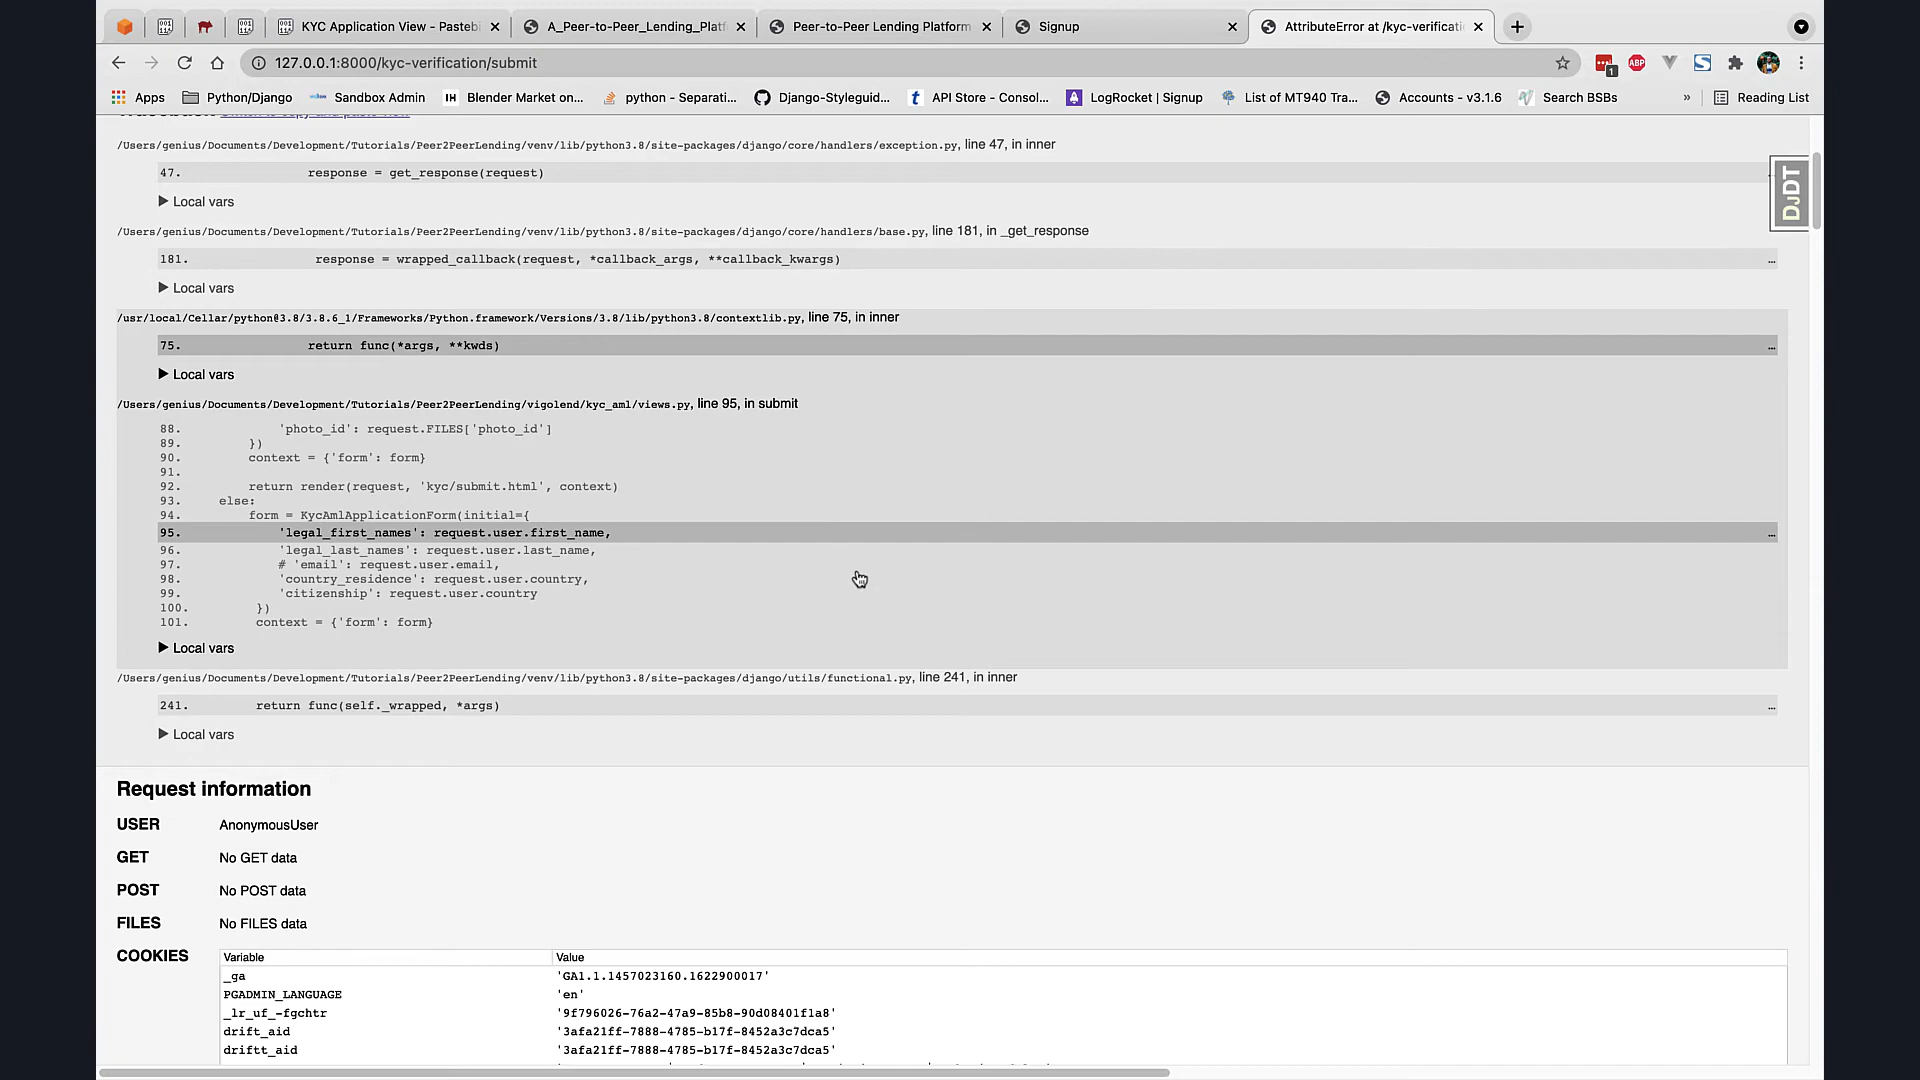 KYC Application View - Pastebi
A_Peer-to-Peer_Lending_Platf
Peer-to-Peer Lending Platform
Signup
AttributeError at /kyc-verificati
127.0.0.1:8000/kyc-verification/submit
1
ABP
Apps
Python/Django
Sandbox Admin
IH Blender Market on...
python - Separati...
Django-Styleguid...
t API Store - Consol...
LogRocket | Signup
List of MT940 Tra...
Accounts - v3.1.6
Search BSBs
»
Reading List
/Users/genius/Documents/Development/Tutorials/Peer2PeerLending/venv/lib/python3.8/site-packages/django/core/handlers/exception.py, line 47, in inner
47. response = get_response(request)
▶ Local vars
DJDT
/Users/genius/Documents/Development/Tutorials/Peer2PeerLending/venv/lib/python3.8/site-packages/django/core/handlers/base.py, line 181, in _get_response
181. response = wrapped_callback(request, *callback_args, **callback_kwargs) …
▶ Local vars
/usr/local/Cellar/python@3.8/3.8.6_1/Frameworks/Python.framework/Versions/3.8/lib/python3.8/contextlib.py, line 75, in inner
75. return func(*args, **kwds) …
▶ Local vars
/Users/genius/Documents/Development/Tutorials/Peer2PeerLending/vigolend/kyc_aml/views.py, line 95, in submit
88. 'photo_id': request.FILES['photo_id']
89. })
90. context = {'form': form}
91.
92. return render(request, 'kyc/submit.html', context)
93. else:
94. form = KycAmlApplicationForm(initial={
95. 'legal_first_names': request.user.first_name, …
96. 'legal_last_names': request.user.last_name,
97. # 'email': request.user.email,
98. 'country_residence': request.user.country,
99. 'citizenship': request.user.country
100. })
101. context = {'form': form}
▶ Local vars
/Users/genius/Documents/Development/Tutorials/Peer2PeerLending/venv/lib/python3.8/site-packages/django/utils/functional.py, line 241, in inner
241. return func(self._wrapped, *args) …
▶ Local vars
Request information
USER AnonymousUser
GET No GET data
POST No POST data
FILES No FILES data
COOKIES Variable Value
_ga 'GA1.1.1457023160.1622900017'
PGADMIN_LANGUAGE 'en'
_lr_uf_-fgchtr '9f796026-76a2-47a9-85b8-90d08401f1a8'
drift_aid '3afa21ff-7888-4785-b17f-8452a3c7dca5'
driftt_aid '3afa21ff-7888-4785-b17f-8452a3c7dca5'